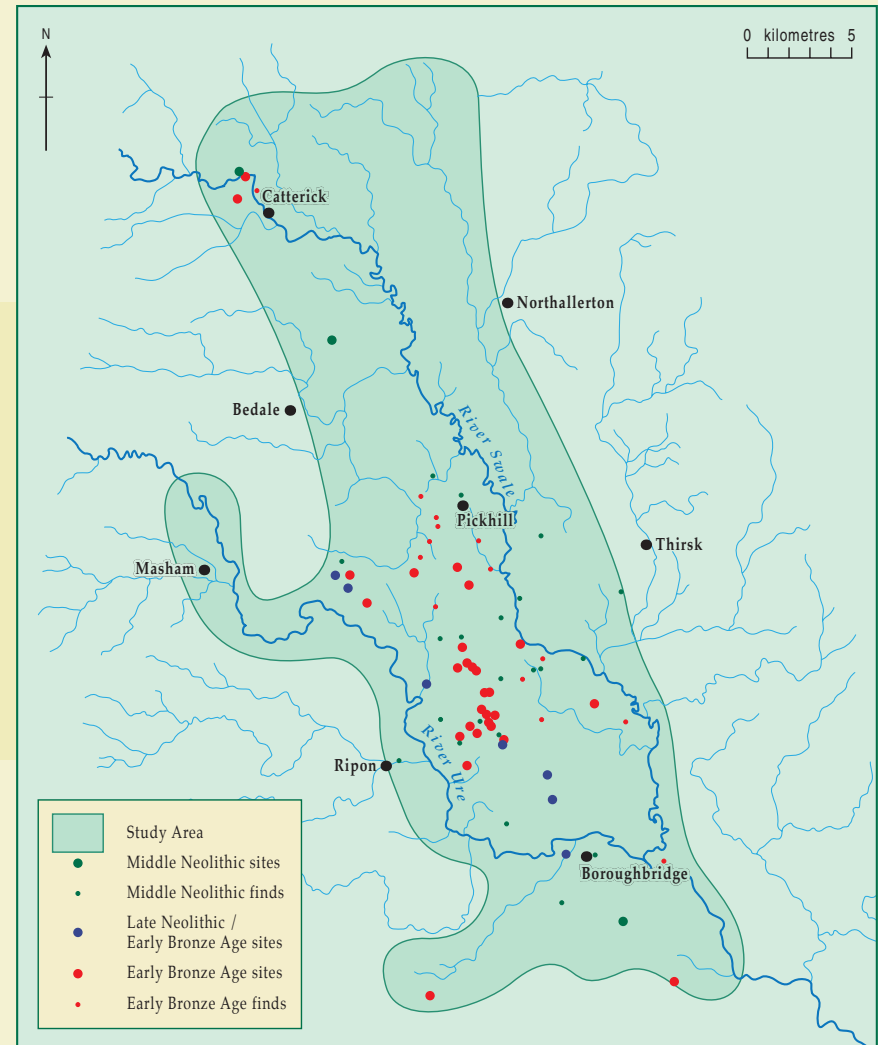 N
0 kilometres 5
Catterick
Northallerton
Bedale
River Swale
Pickhill
Thirsk
Masham
River Ure
Ripon
Boroughbridge
Study Area
Middle Neolithic sites
Middle Neolithic finds
Late Neolithic /
Early Bronze Age sites
Early Bronze Age sites
Early Bronze Age finds